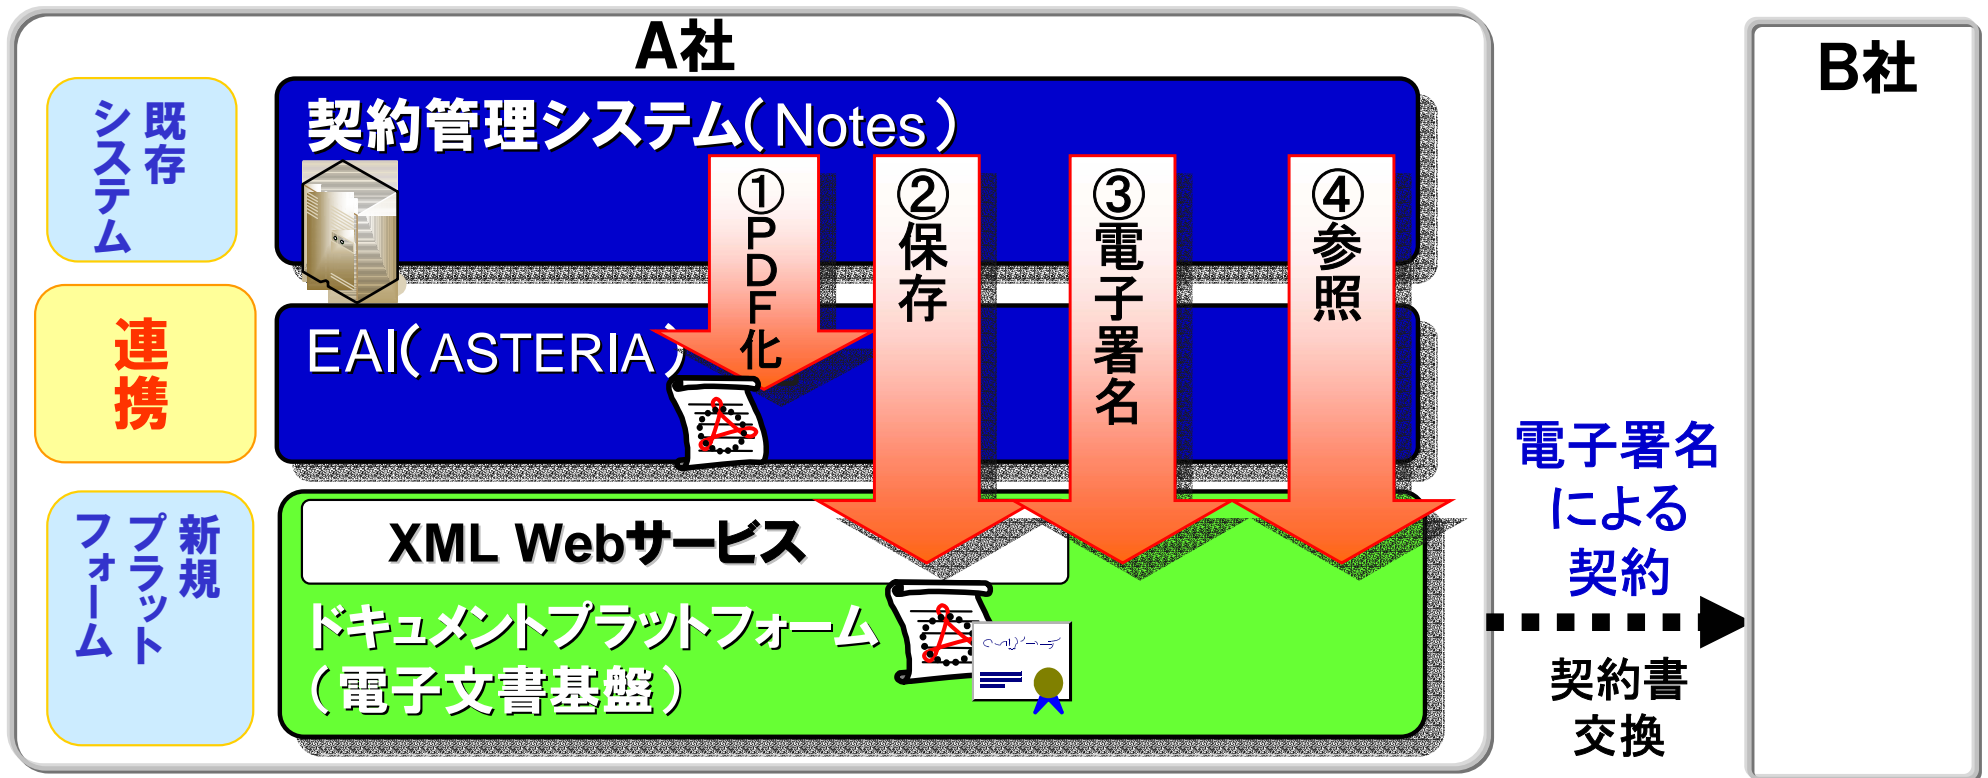 A社
B社
既存
システム
契約管理システム(Notes)
①PDF化
②保存
③電子署名
④参照
連携
EAI(ASTERIA)
新規
プラット
フォーム
XML Webサービス
ドキュメントプラットフォーム
(電子文書基盤)
電子署名
による
契約
契約書
交換